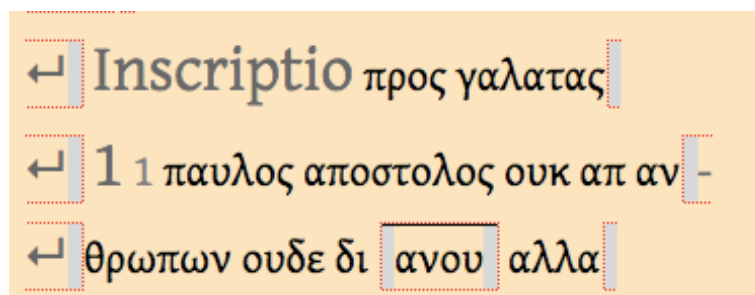 ↵ Inscriptio προς γαλατας
↵ 1 1 παυλος αποστολος ουκ απ αν-
↵ θρωπων ουδε δι ανου αλλα